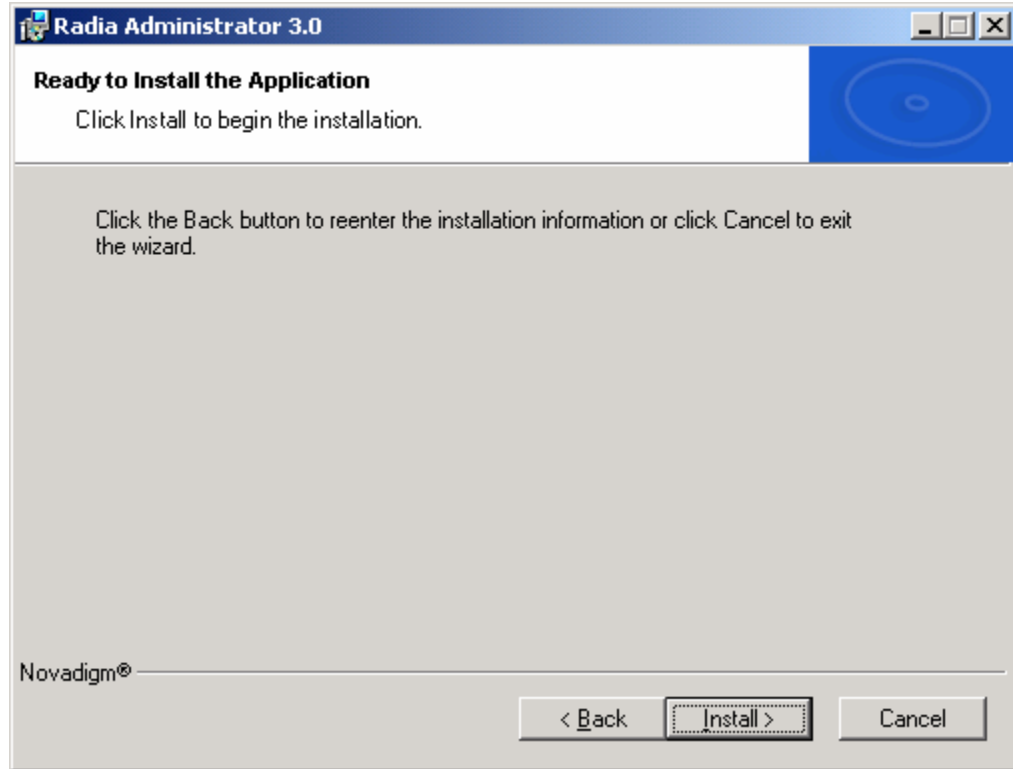 Radia Administrator 3.0
Ready to Install the Application
Click Install to begin the installation.
Click the Back button to reenter the installation information or click Cancel to exit
the wizard.
Novadigm®
< Back Install > Cancel